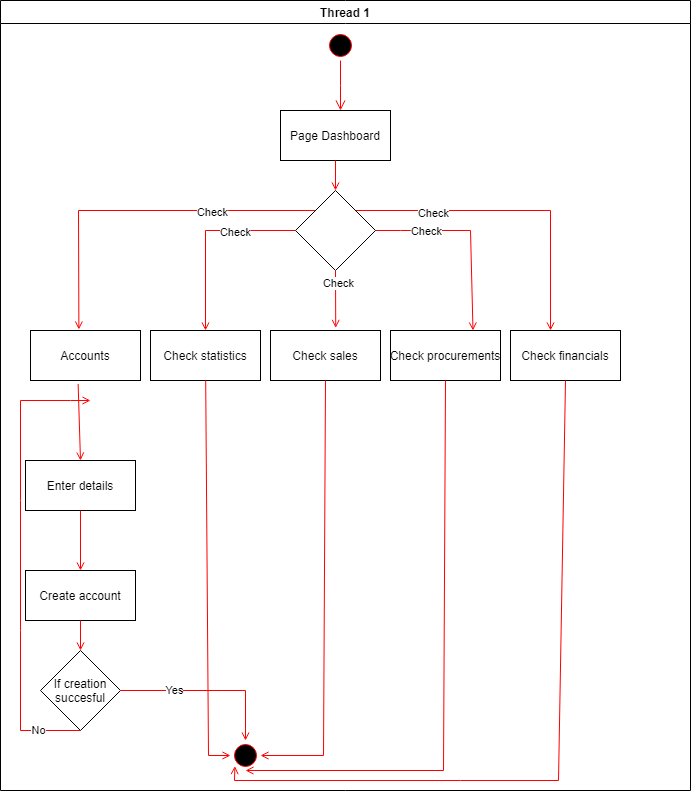 Thread 1
Page Dashboard
Check
Check
Check
Check
Check
Accounts
Check statistics
Check sales
Check procurements
Check financials
Enter details
Create account
If creation
succesful
Yes
No